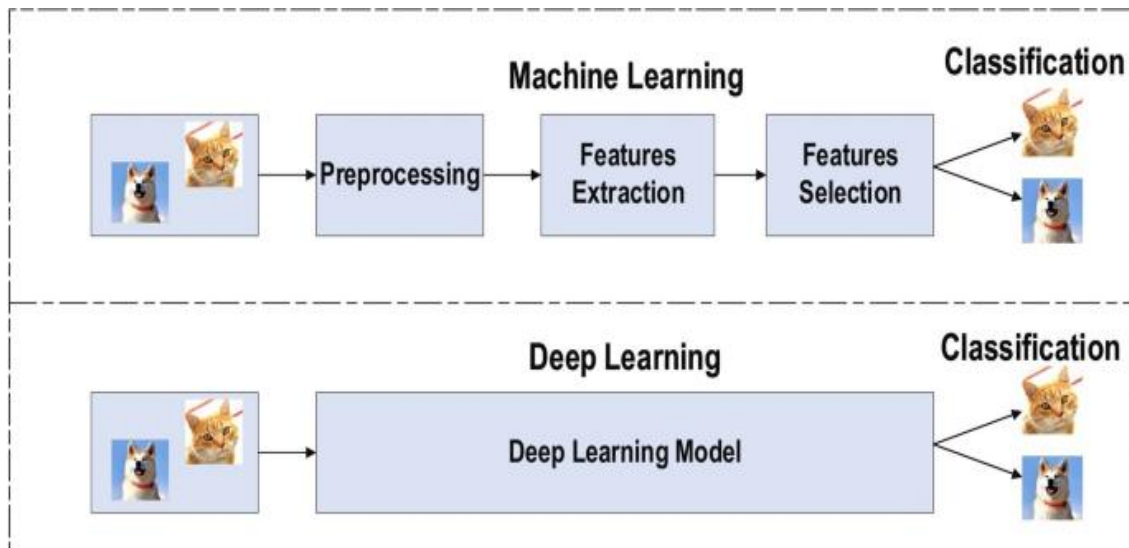 Machine Learning
Classification
Preprocessing
Features
Extraction
Features
Selection
Deep Learning
Classification
Deep Learning Model